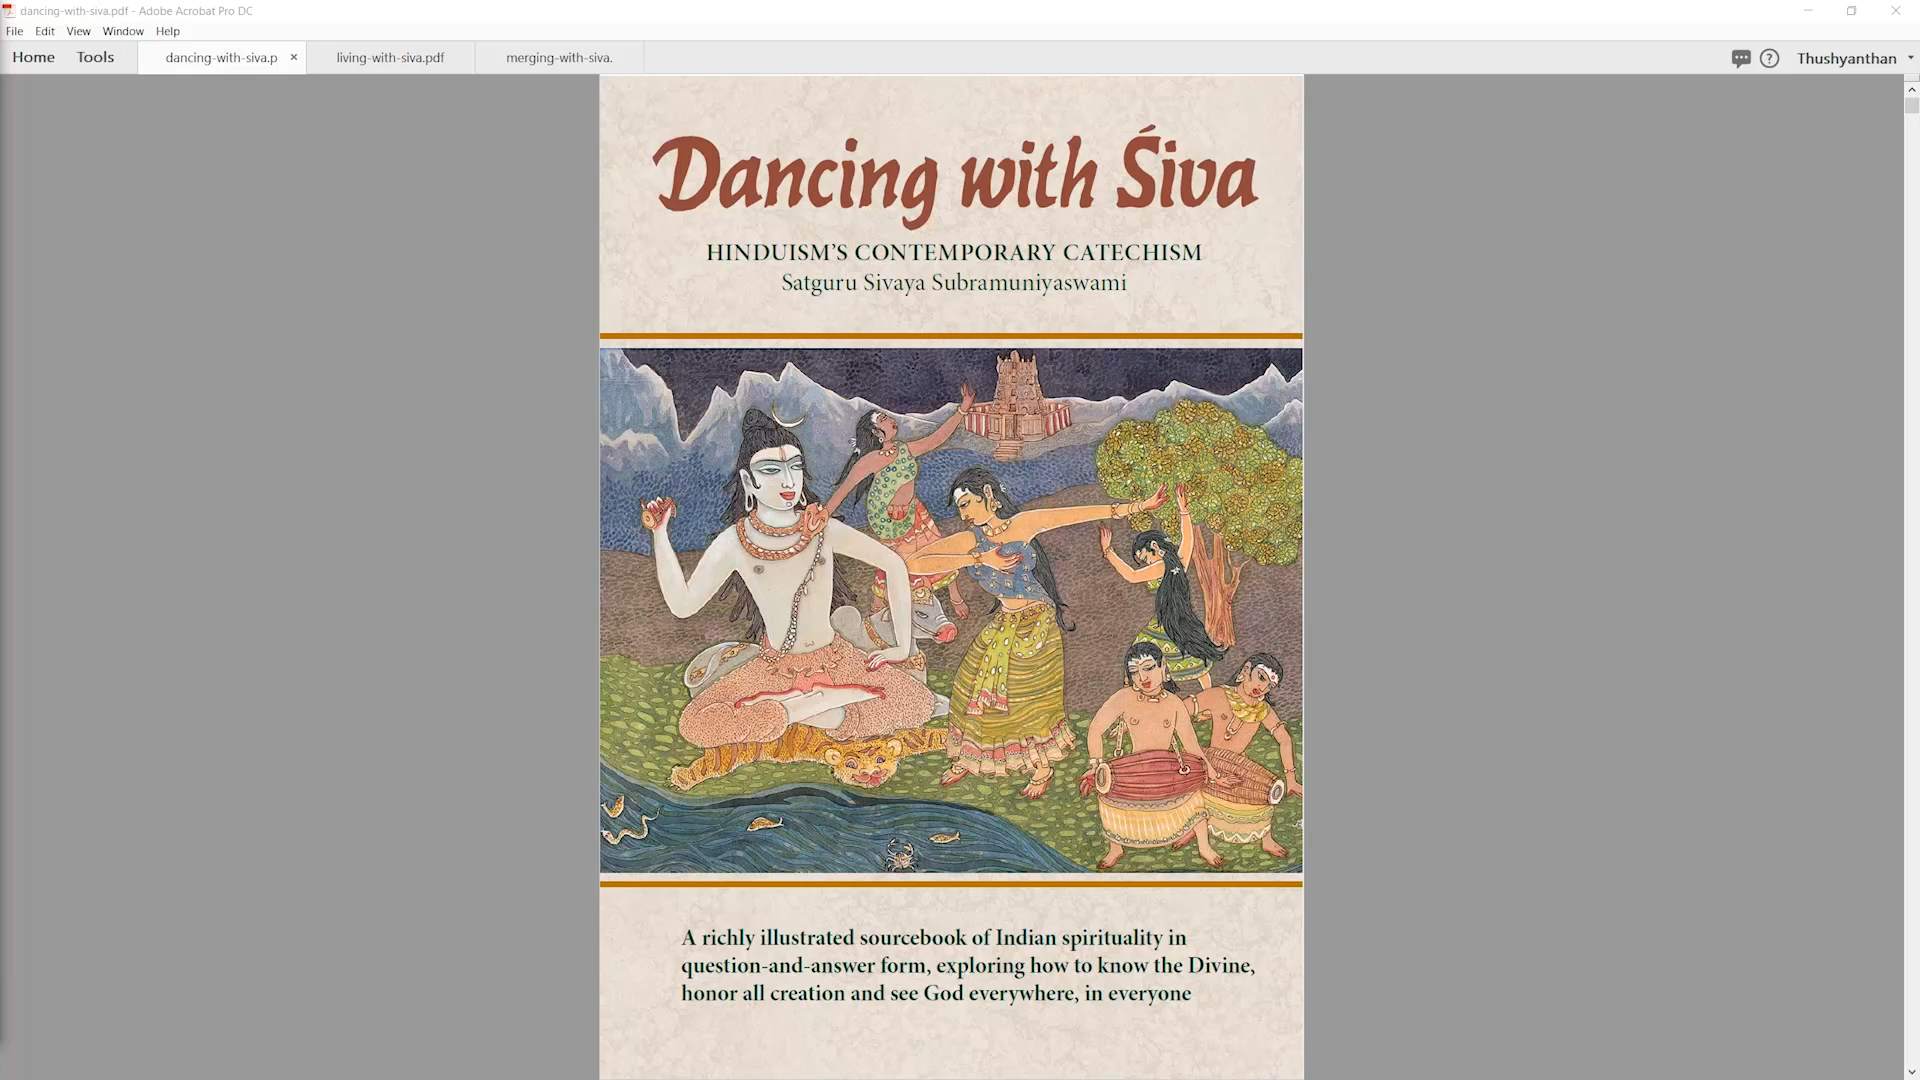 dancing-with-siva.pdf - Adobe Acrobat Pro DC
File Edit View Window Help
Home Tools dancing-with-siva.p × living-with-siva.pdf merging-with-siva. ? Thushyanthan
Dancing with Śiva
HINDUISM'S CONTEMPORARY CATECHISM
Satguru Sivaya Subramuniyaswami
A richly illustrated sourcebook of Indian spirituality in
question-and-answer form, exploring how to know the Divine,
honor all creation and see God everywhere, in everyone